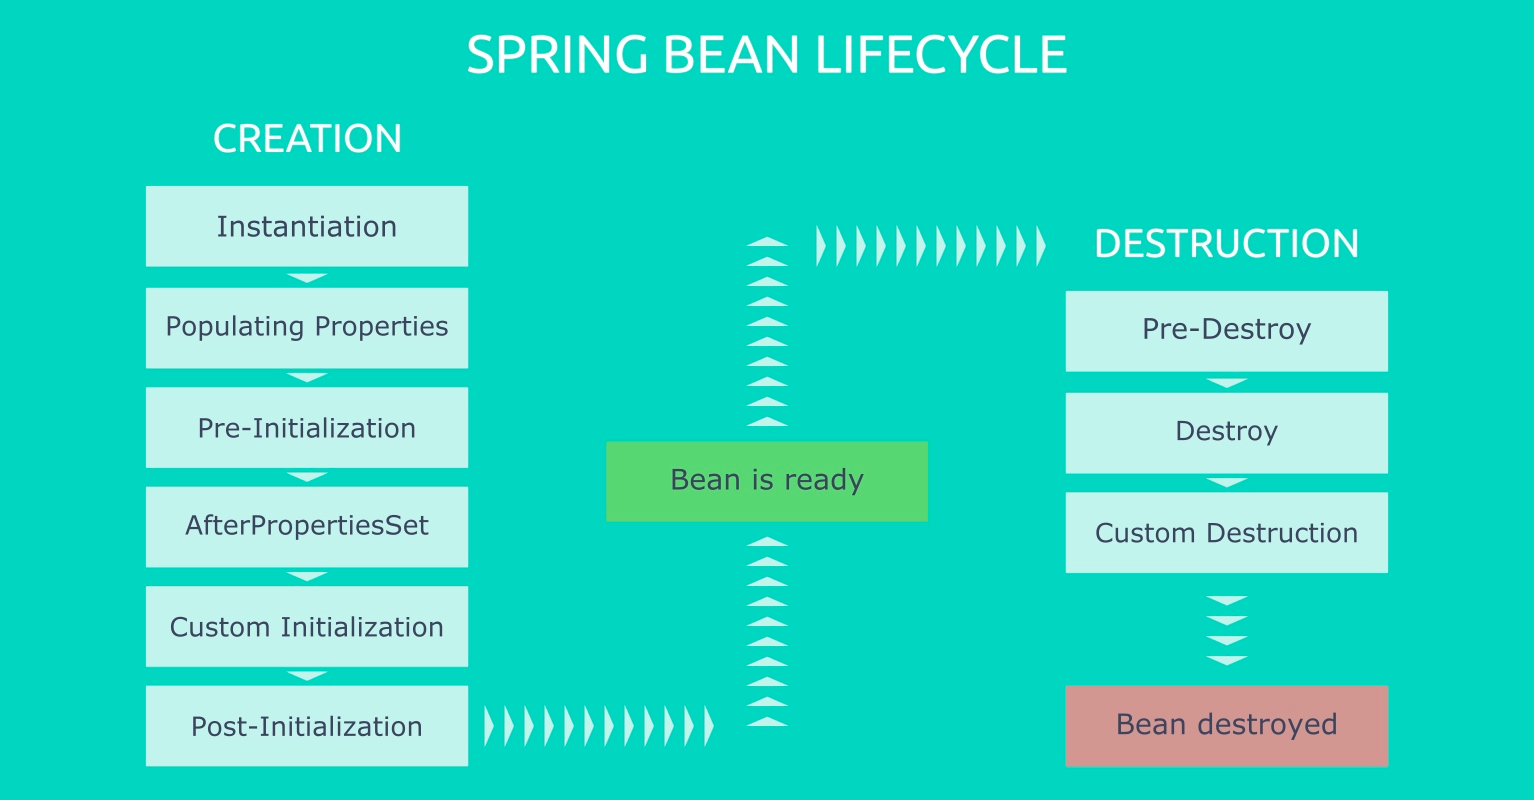 SPRING BEAN LIFECYCLE
CREATION
Instantiation
Populating Properties
Pre-Initialization
AfterPropertiesSet
Custom Initialization
Post-Initialization
Bean is ready
DESTRUCTION
Pre-Destroy
Destroy
Custom Destruction
Bean destroyed